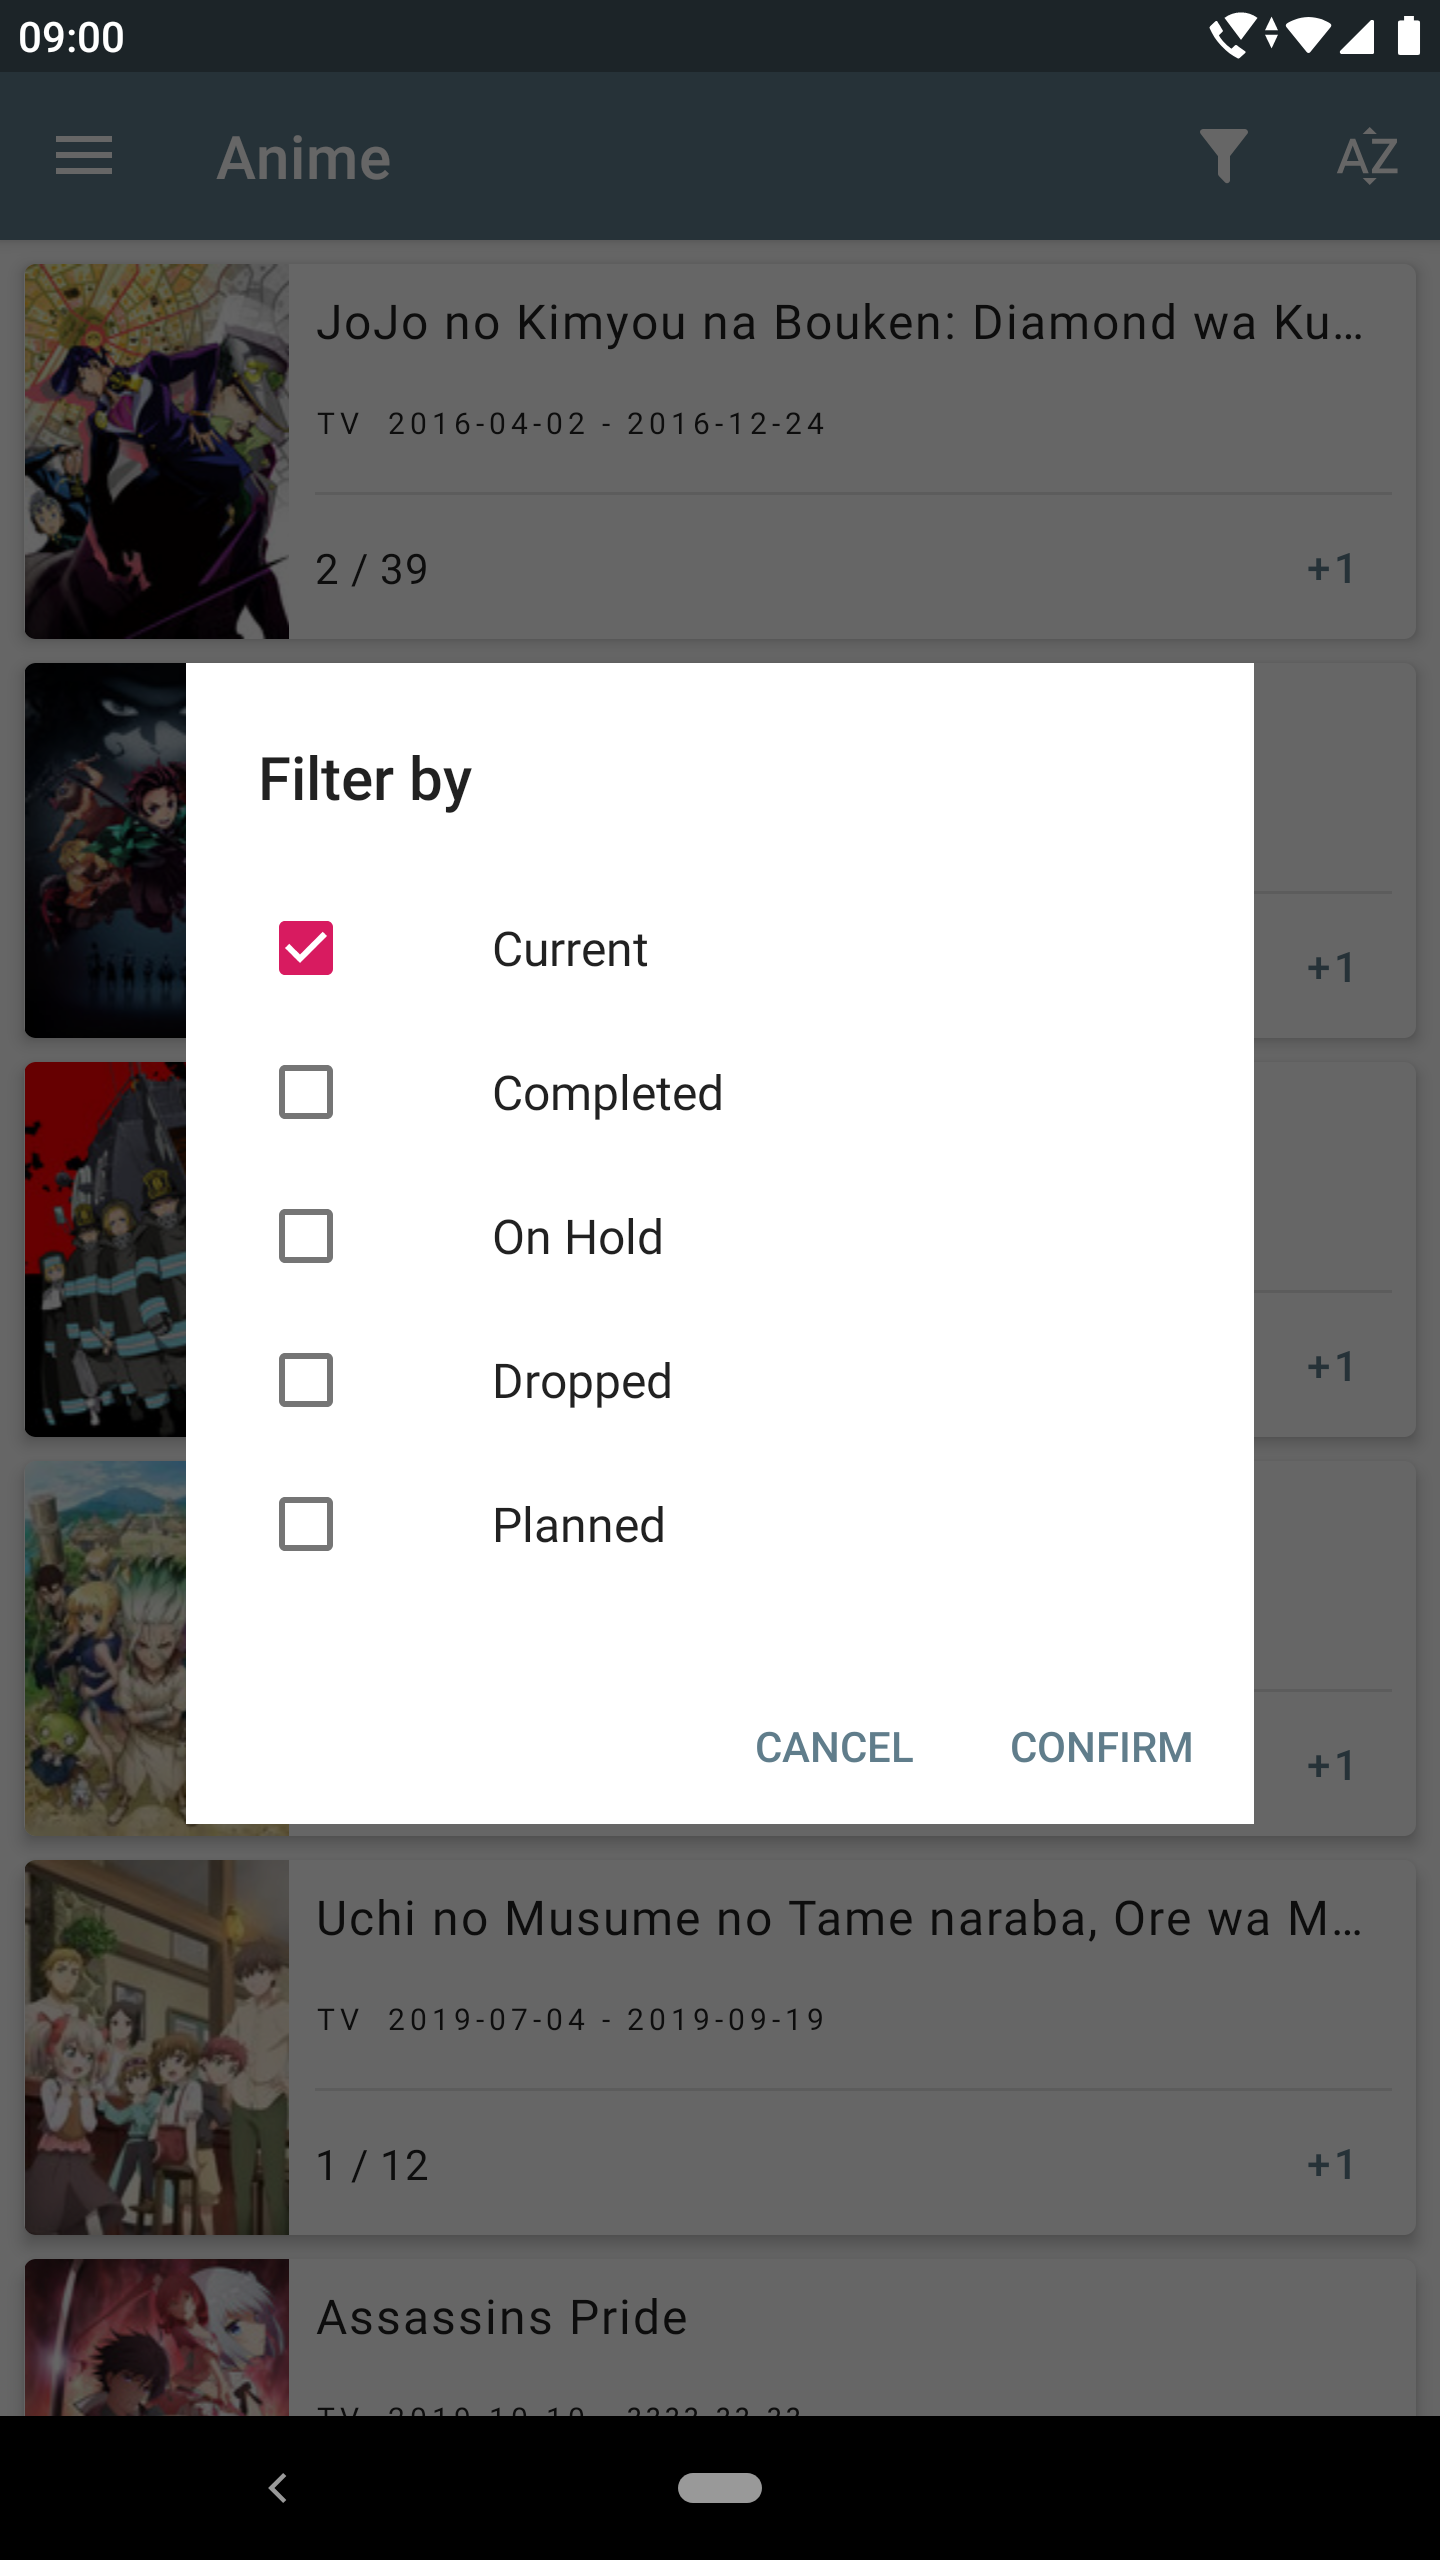 09:00
Anime
AZ
JoJo no Kimyou na Bouken: Diamond wa Ku...
TV 2016-04-02 - 2016-12-24
2 / 39
+1
Filter by
Current
+1
Completed
On Hold
Dropped
+1
Planned
CANCEL CONFIRM
+1
Uchi no Musume no Tame naraba, Ore wa M...
TV 2019-07-04 - 2019-09-19
1 / 12
+1
Assassins Pride